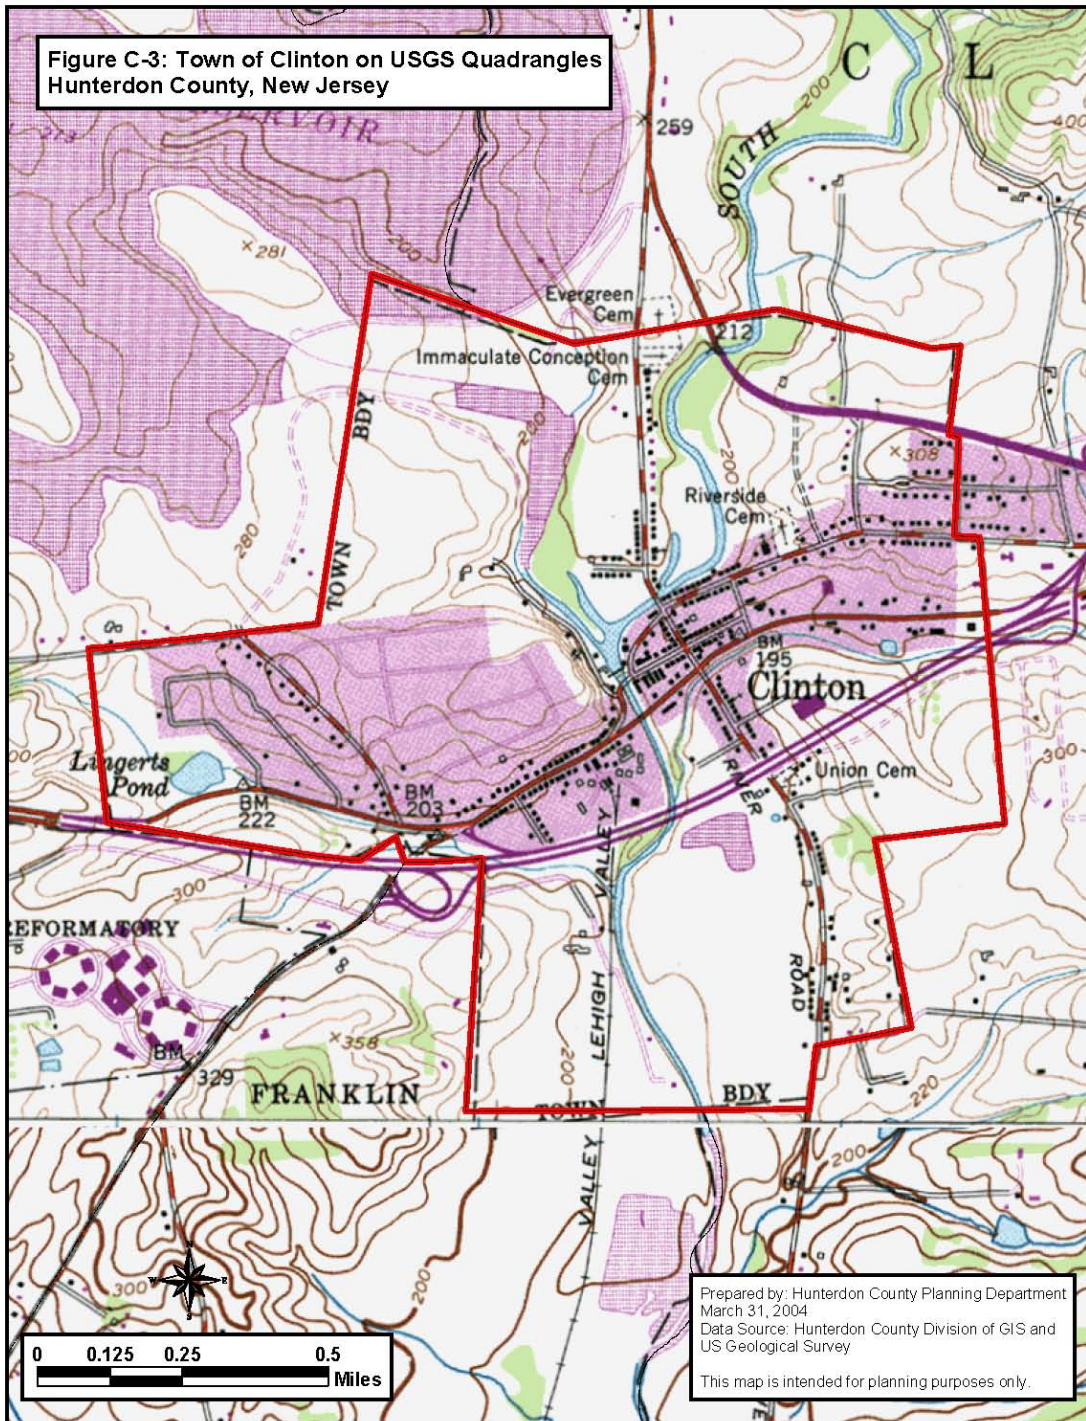 Figure C-3: Town of Clinton on USGS Quadrangles
Hunterdon County, New Jersey
C L
RVOIR
213
259
200
400
SOUTH
281
200
Evergreen
Cem
212
Immaculate Conception
Cem
BDY
TOWN
200
200
308
Riverside
Cem
280
BM
195
Clinton
Lingerts
Pond
BM
222
BM
203
Union Cem
300
300
VALLEY
LEHIGH
ROAD
REFORMATORY
BM
329
358
200
FRANKLIN
TOWN
BDY
220
200
VALLEY
300
200
N
W E
S
0 0.125 0.25 0.5
Miles
Prepared by: Hunterdon County Planning Department
March 31, 2004
Data Source: Hunterdon County Division of GIS and
US Geological Survey
This map is intended for planning purposes only.